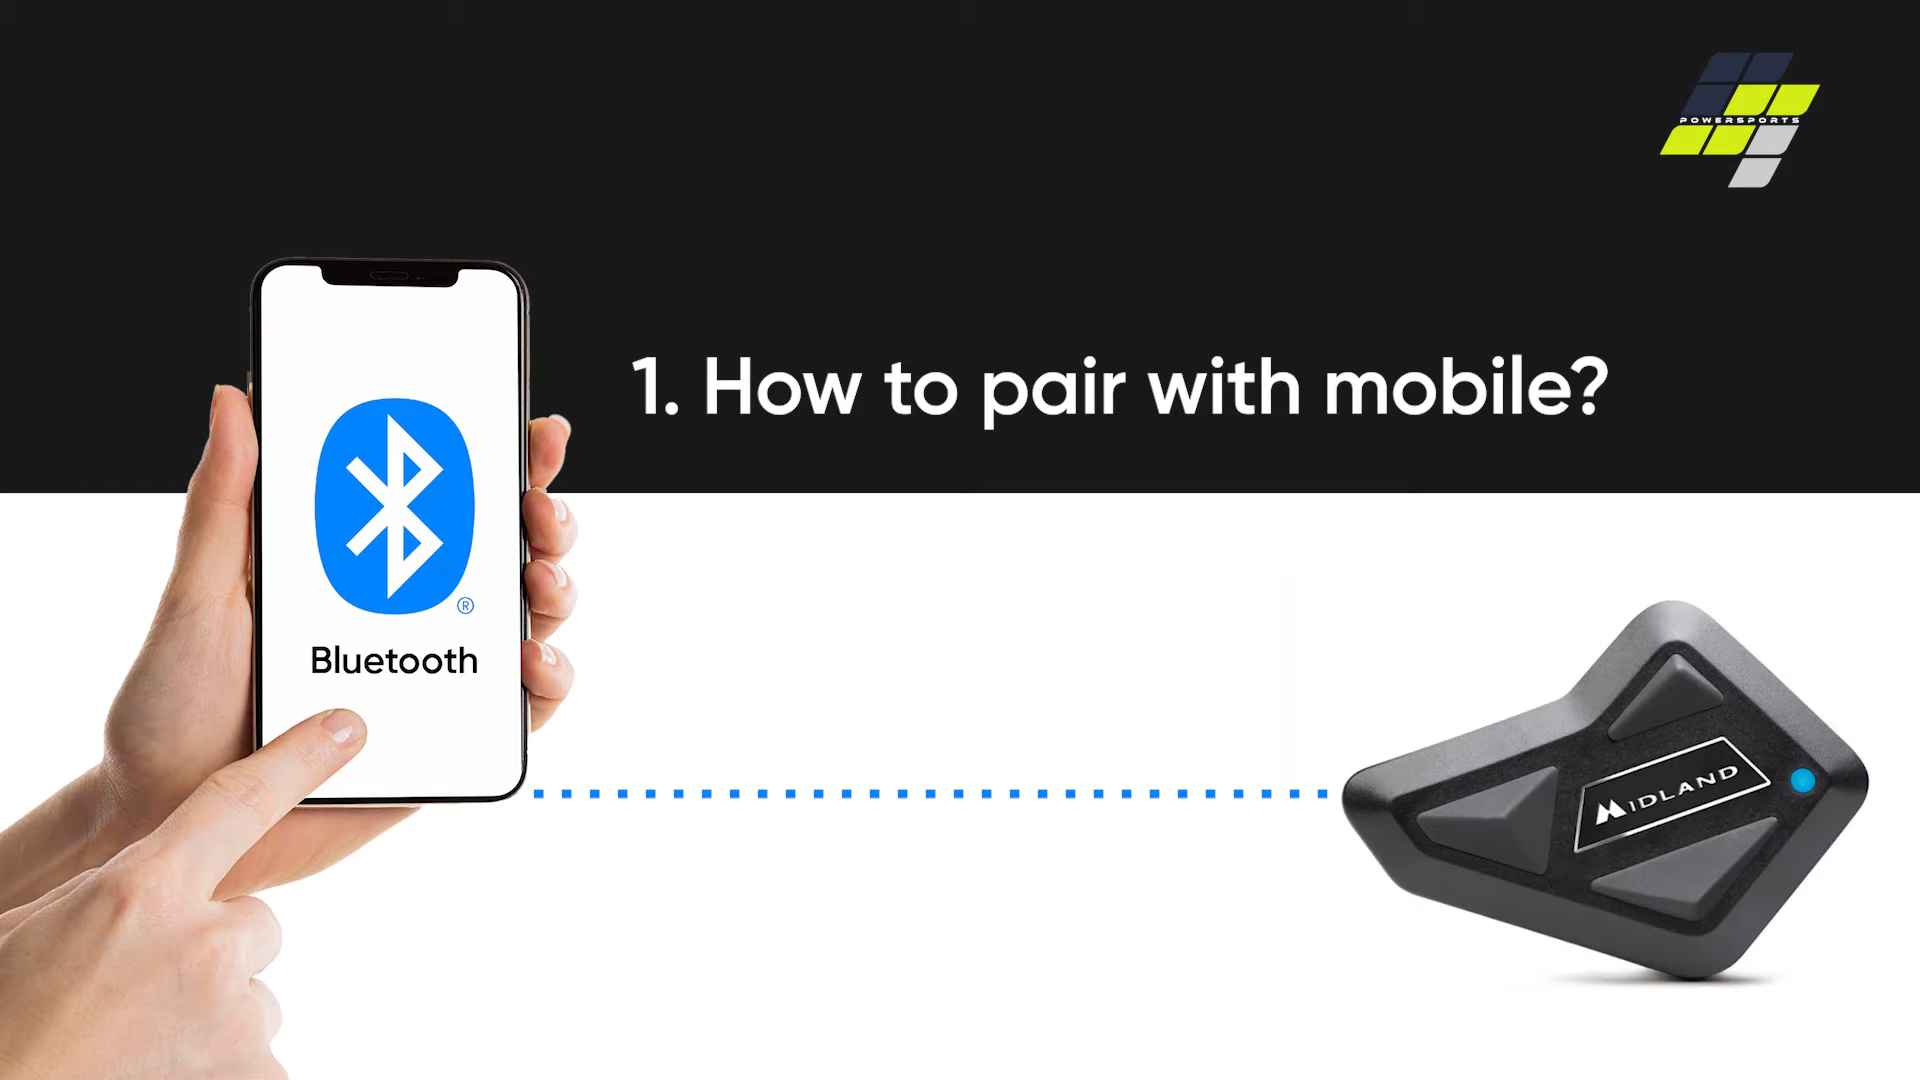 POWERSPORTS
1. How to pair with mobile?
®
Bluetooth
MIDLAND